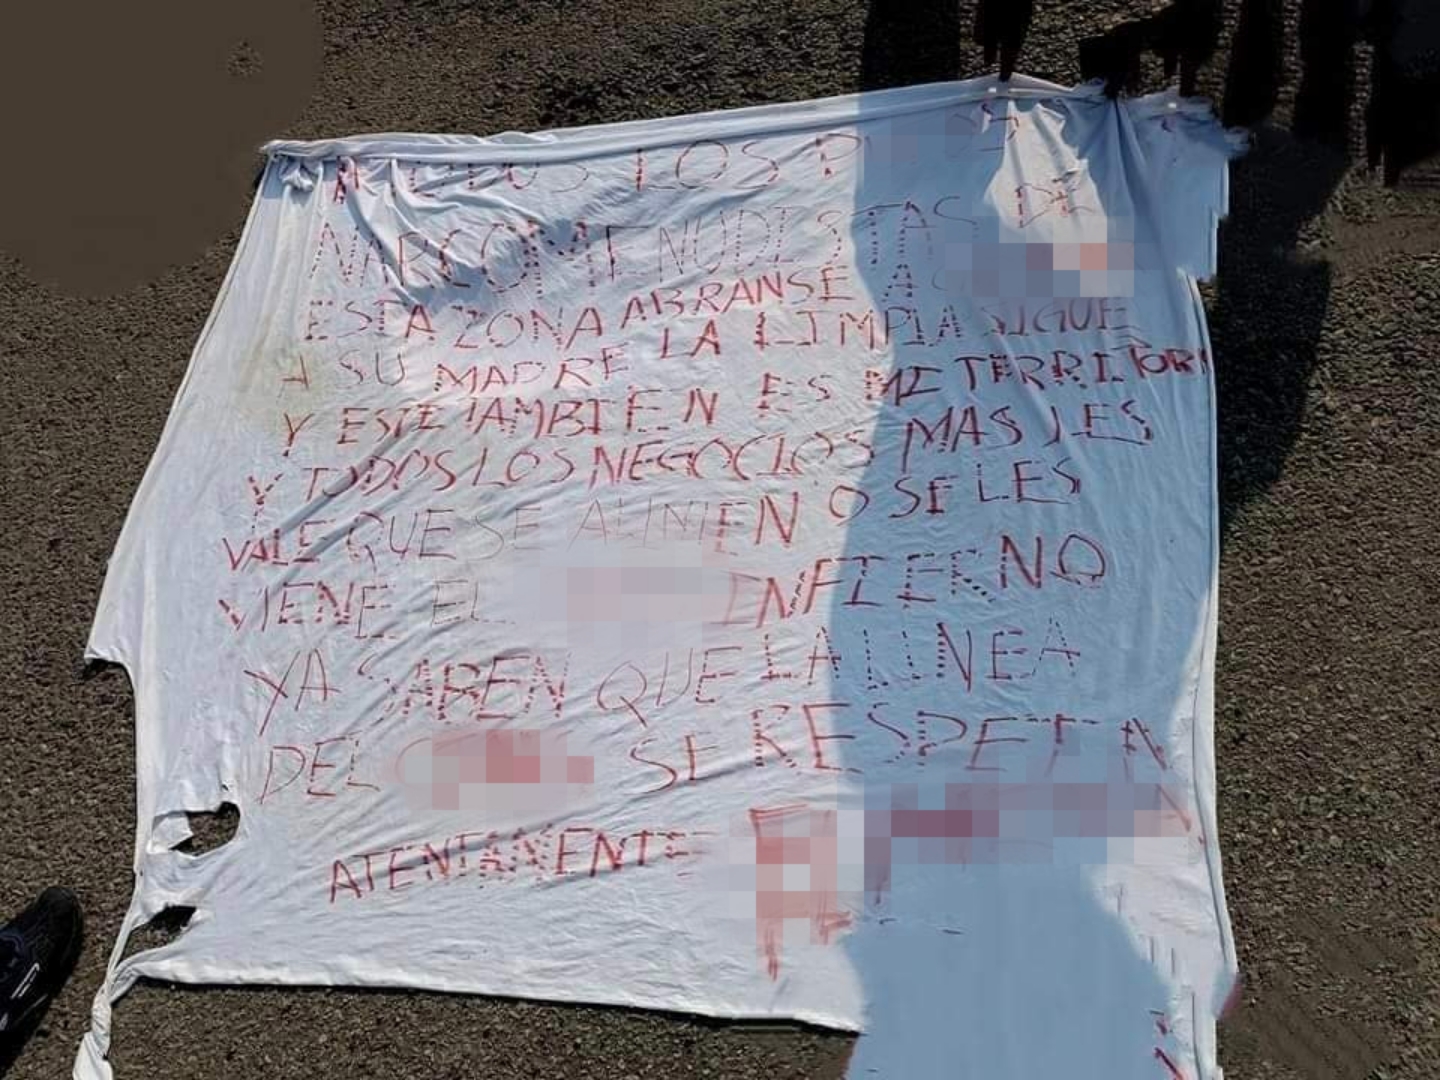 A TODOS LOS
NARCOMENUDISTAS DE
ESTA ZONA ABRANSE A
A SU MADRE LA LIMPIA SIGUE
Y ESTE TAMBIEN ES MI TERRITORI
Y TODOS LOS NEGOCIOS MAS LES
VALE QUE SE ALINIEN O SE LES
VIENE EL INFIERNO
YA SABEN QUE LA LINEA
DEL SE RESPETA
ATENTAMENTE